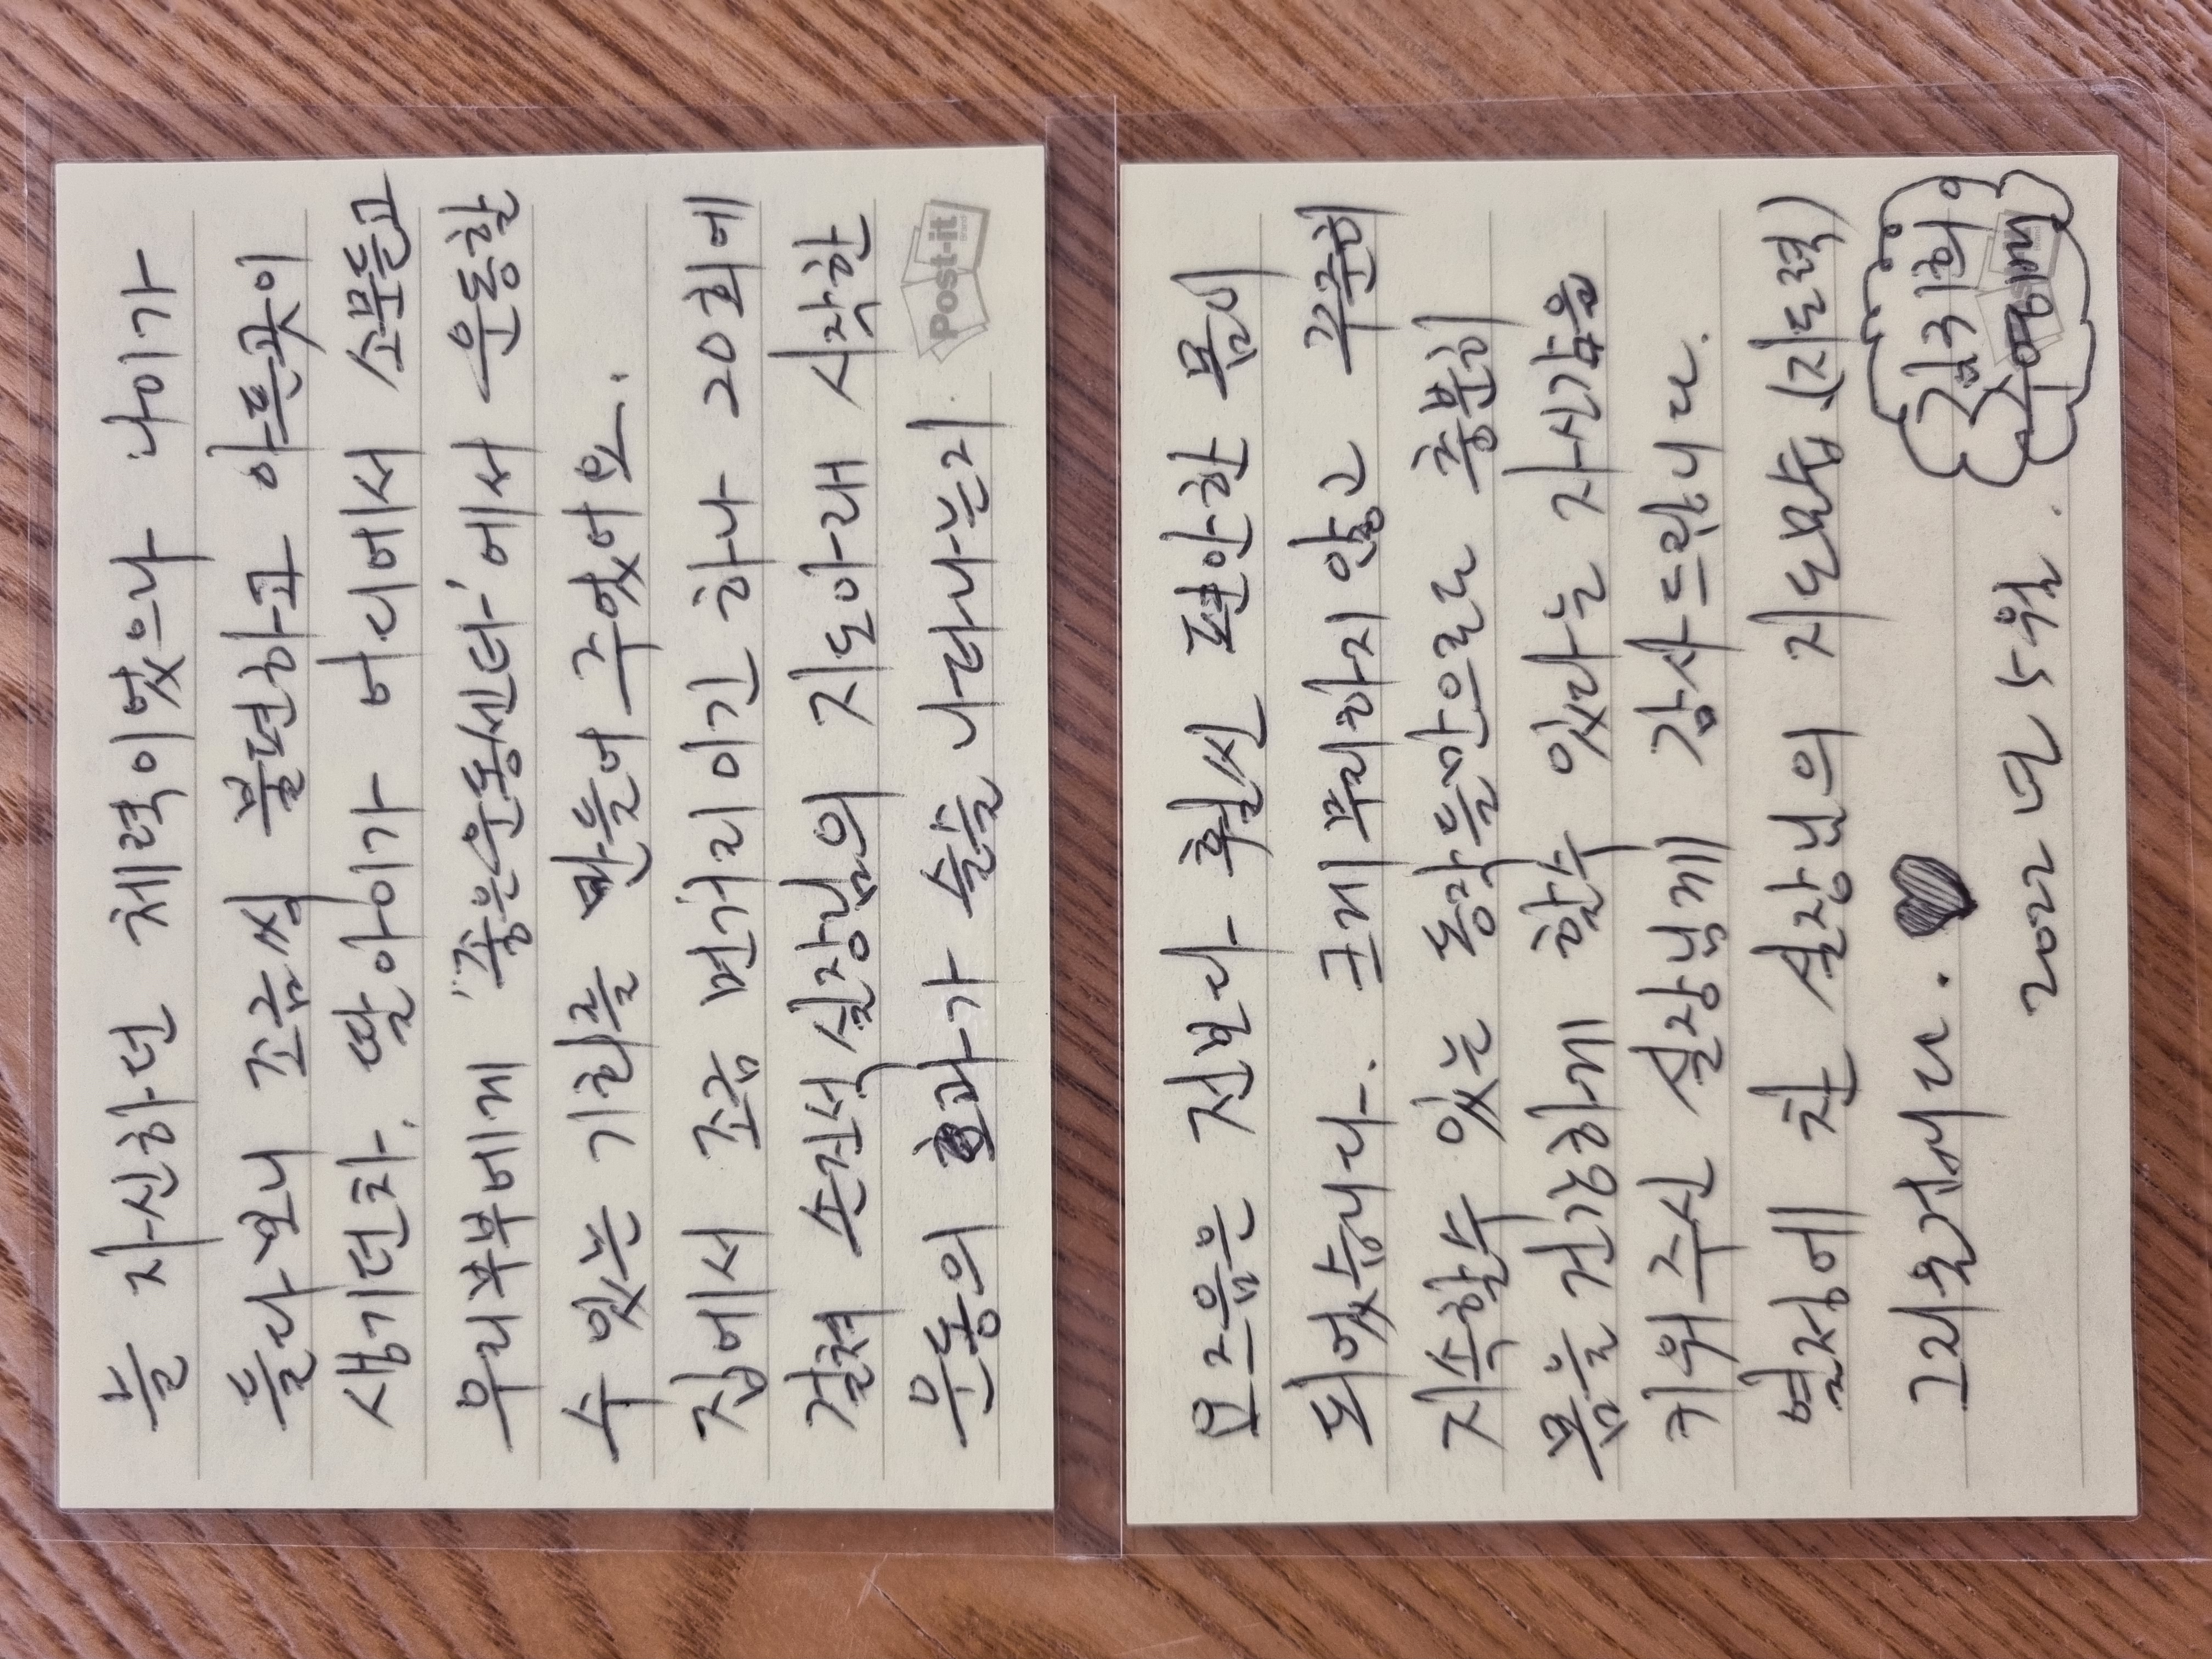 늘 자신하던 체력이었으나 나이가
들다보니 조금씩 불편하고 아픈곳이
생기던차, 딸아이가 어디에서 소문듣고
우리부부에게 '좋은운동센타'에서 운동할
수 있는 기회를 만들어 주었어요.
집에서 조금 먼거리이긴 하나 20회에
걸쳐 손진석실장님의 지도아래 시작한
운동의 효과가 슬슬 나타나는지
Post-it
Brand
요즈음은 전보다 훨씬 편안한 몸이
되었습니다. 크게무리하지 않고 꾸준히
지속할수 있는 동작들만으로도 충분히
몸을 건강하게 할수 있다는 자신감을
키워주신 실장님께 감사드립니다.
열정에 찬 실장님의 지도모습.(지도력)
그리울겁니다. ♥
2022년 5월.